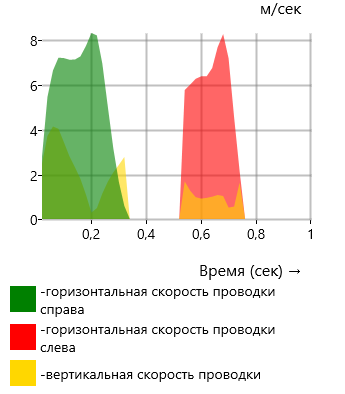 м/сек
8
6
4
2
0
0,2 0,4 0,6 0,8 1
Время (сек) →
-горизонтальная скорость проводки
справа
-горизонтальная скорость проводки
слева
-вертикальная скорость проводки